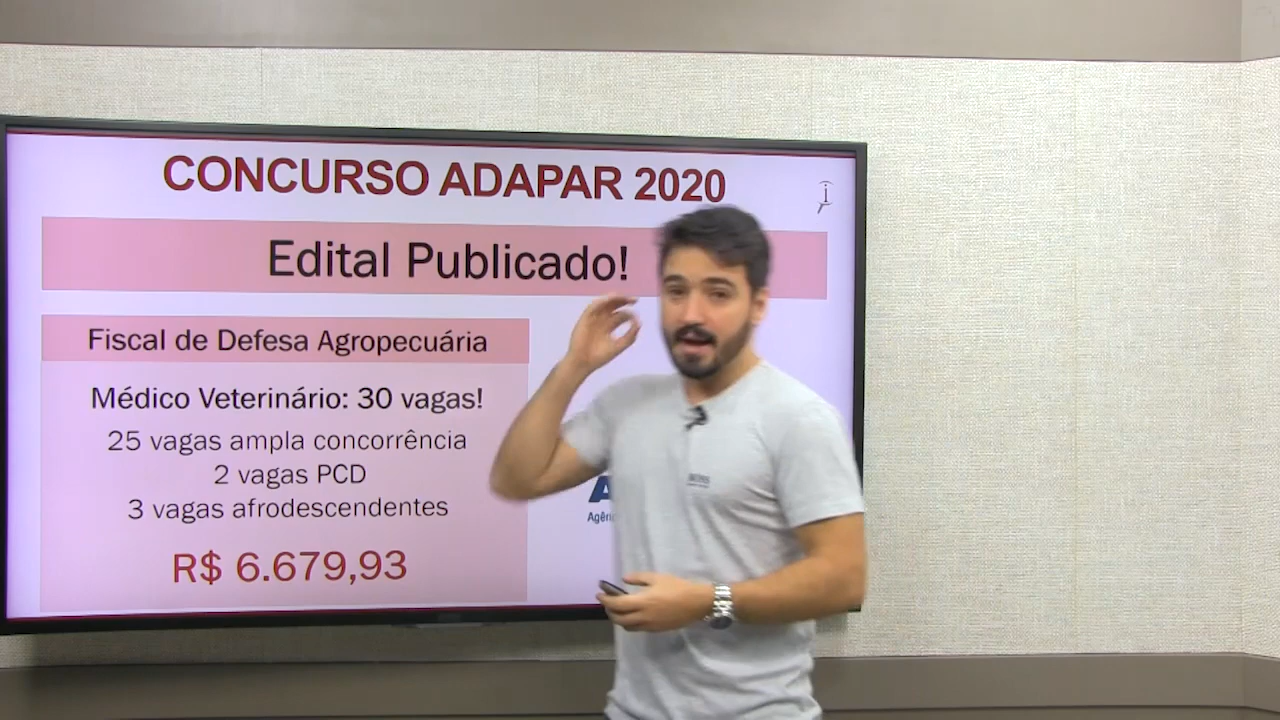 CONCURSO ADAPAR 2020
Edital Publicado!
Fiscal de Defesa Agropecuária
Médico Veterinário: 30 vagas!
25 vagas ampla concorrência
2 vagas PCD
3 vagas afrodescendentes
R$ 6.679,93